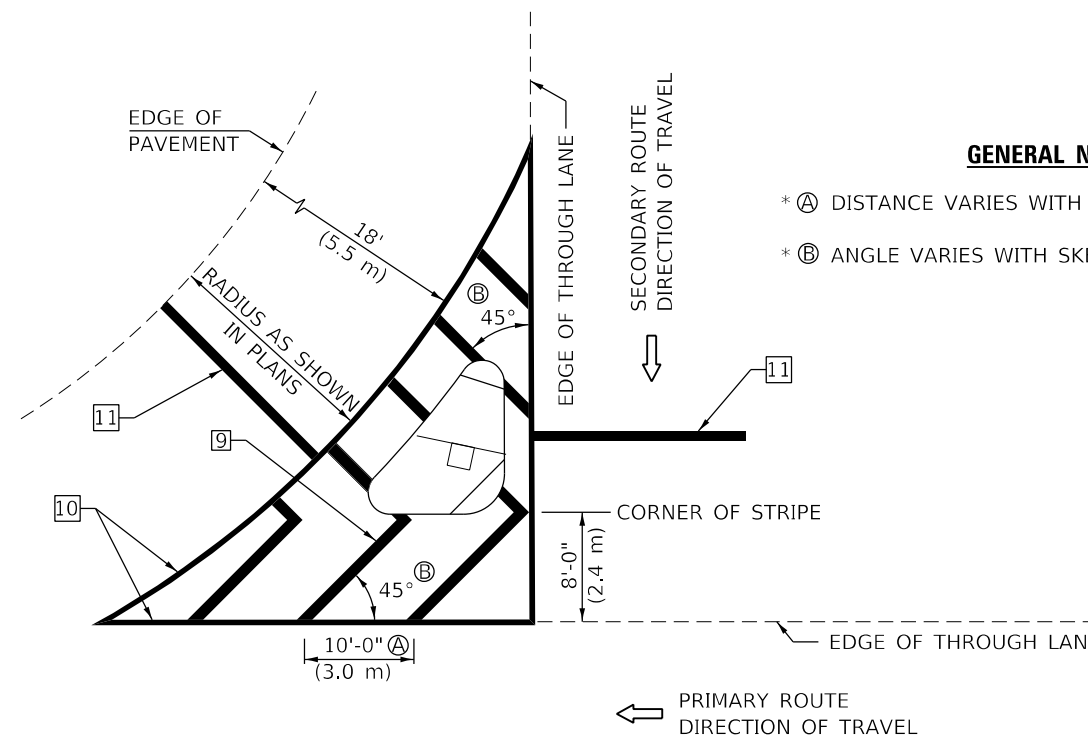 EDGE OF
PAVEMENT
18'
(5.5 m)
RADIUS AS SHOWN
IN PLANS
EDGE OF THROUGH LANE
SECONDARY ROUTE
DIRECTION OF TRAVEL
GENERAL N
* Ⓐ DISTANCE VARIES WITH
* Ⓑ ANGLE VARIES WITH
Ⓑ
45°
11
11
9
10
CORNER OF STRIPE
8'-0"
(2.4 m)
45° Ⓑ
10'-0" Ⓐ
(3.0 m)
EDGE OF THROUGH LAN
PRIMARY ROUTE
DIRECTION OF TRAVEL